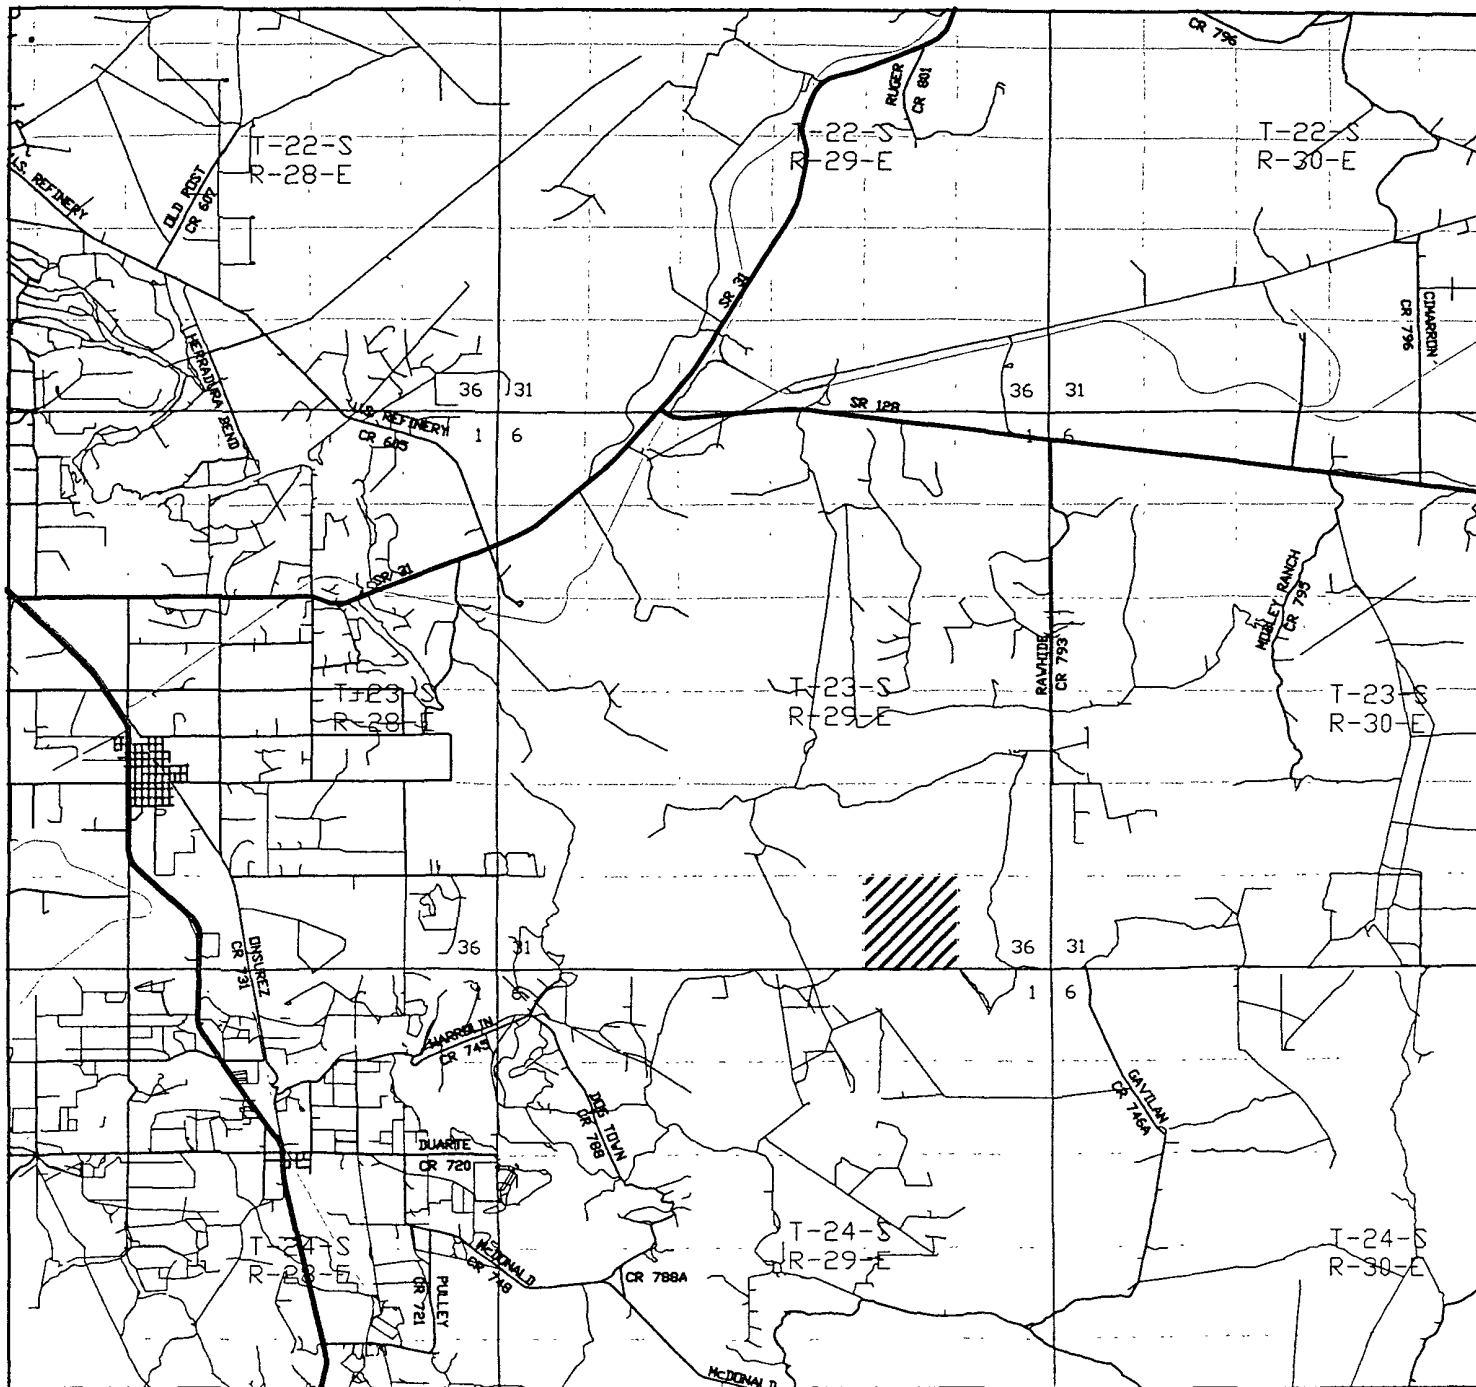 CR 796
RUGER
CR 801
T-22-S
R-28-E
T-22-S
R-29-E
T-22-S
R-30-E
U.S. REFINERY
OLD POST
CR 607
SR 31
CIMARRON
CR 796
HERRADURA BEND
36 31
36 31
U.S. REFINERY
CR 605
1 6
SR 128
1 6
SR 31
MOBLEY RANCH
CR 795
RAWHIDE
CR 793
T-23-S
R-28-E
T-23-S
R-29-E
T-23-S
R-30-E
ONSUREZ
CR 731
36 31
36 31
1 6
1 6
HARROLIN
CR 745
DOG TOWN
CR 788
GAVILAN
CR 746A
DUARTE
CR 720
T-24-S
R-28-E
T-24-S
R-29-E
T-24-S
R-30-E
McDONALD
CR 748
PULLEY
CR 721
CR 788A
McDONALD